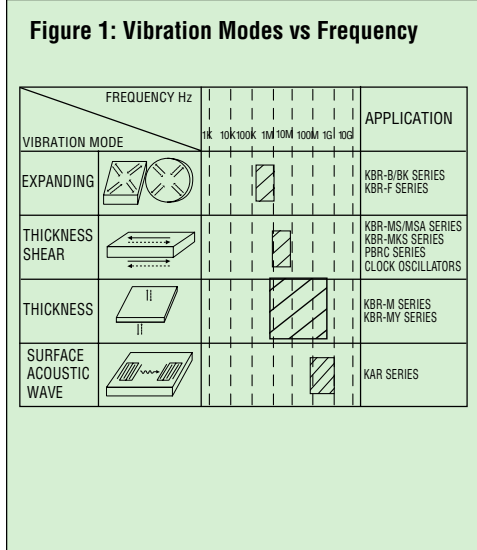 Figure 1: Vibration Modes vs Frequency
FREQUENCY Hz
VIBRATION MODE
1K 10K 100K 1M 10M 100M 1G 10G
APPLICATION
EXPANDING
KBR-B/BK SERIES
KBR-F SERIES
THICKNESS
SHEAR
KBR-MS/MSA SERIES
KBR-MKS SERIES
PBRC SERIES
CLOCK OSCILLATORS
THICKNESS
KBR-M SERIES
KBR-MY SERIES
SURFACE
ACOUSTIC
WAVE
KAR SERIES